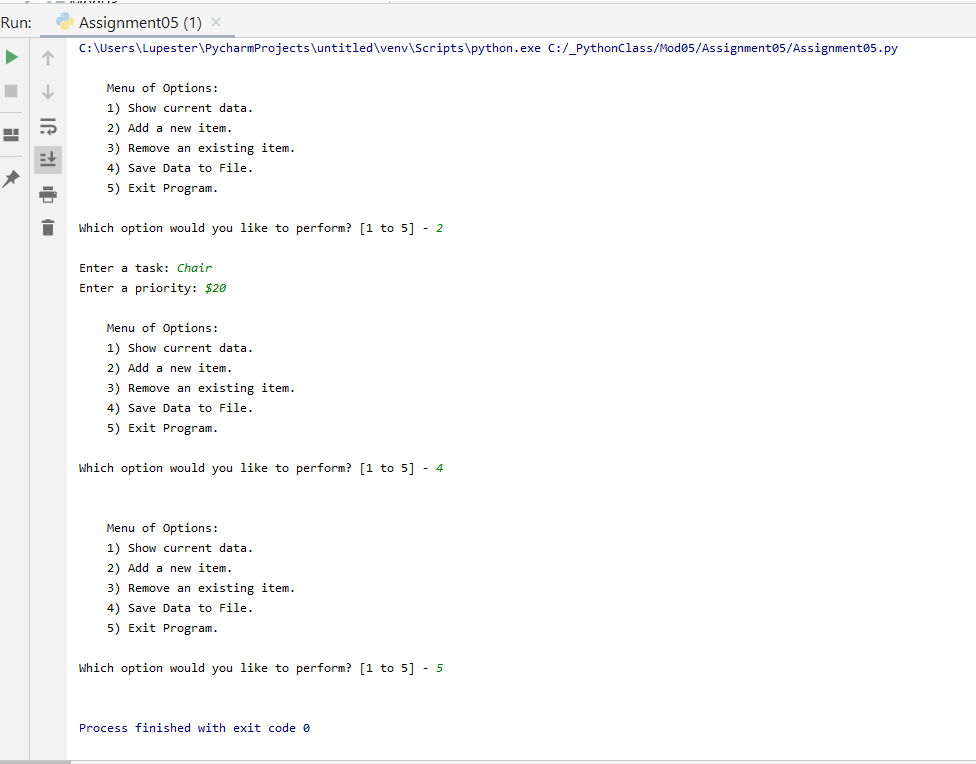 Run:
Assignment05 (1)
C:\Users\Lupester\PycharmProjects\untitled\venv\Scripts\python.exe C:/_PythonClass/Mod05/Assignment05/Assignment05.py
Menu of Options:
1) Show current data.
2) Add a new item.
3) Remove an existing item.
4) Save Data to File.
5) Exit Program.
Which option would you like to perform? [1 to 5] - 2
Enter a task: Chair
Enter a priority: $20
Menu of Options:
1) Show current data.
2) Add a new item.
3) Remove an existing item.
4) Save Data to File.
5) Exit Program.
Which option would you like to perform? [1 to 5] - 4
Menu of Options:
1) Show current data.
2) Add a new item.
3) Remove an existing item.
4) Save Data to File.
5) Exit Program.
Which option would you like to perform? [1 to 5] - 5
Process finished with exit code 0